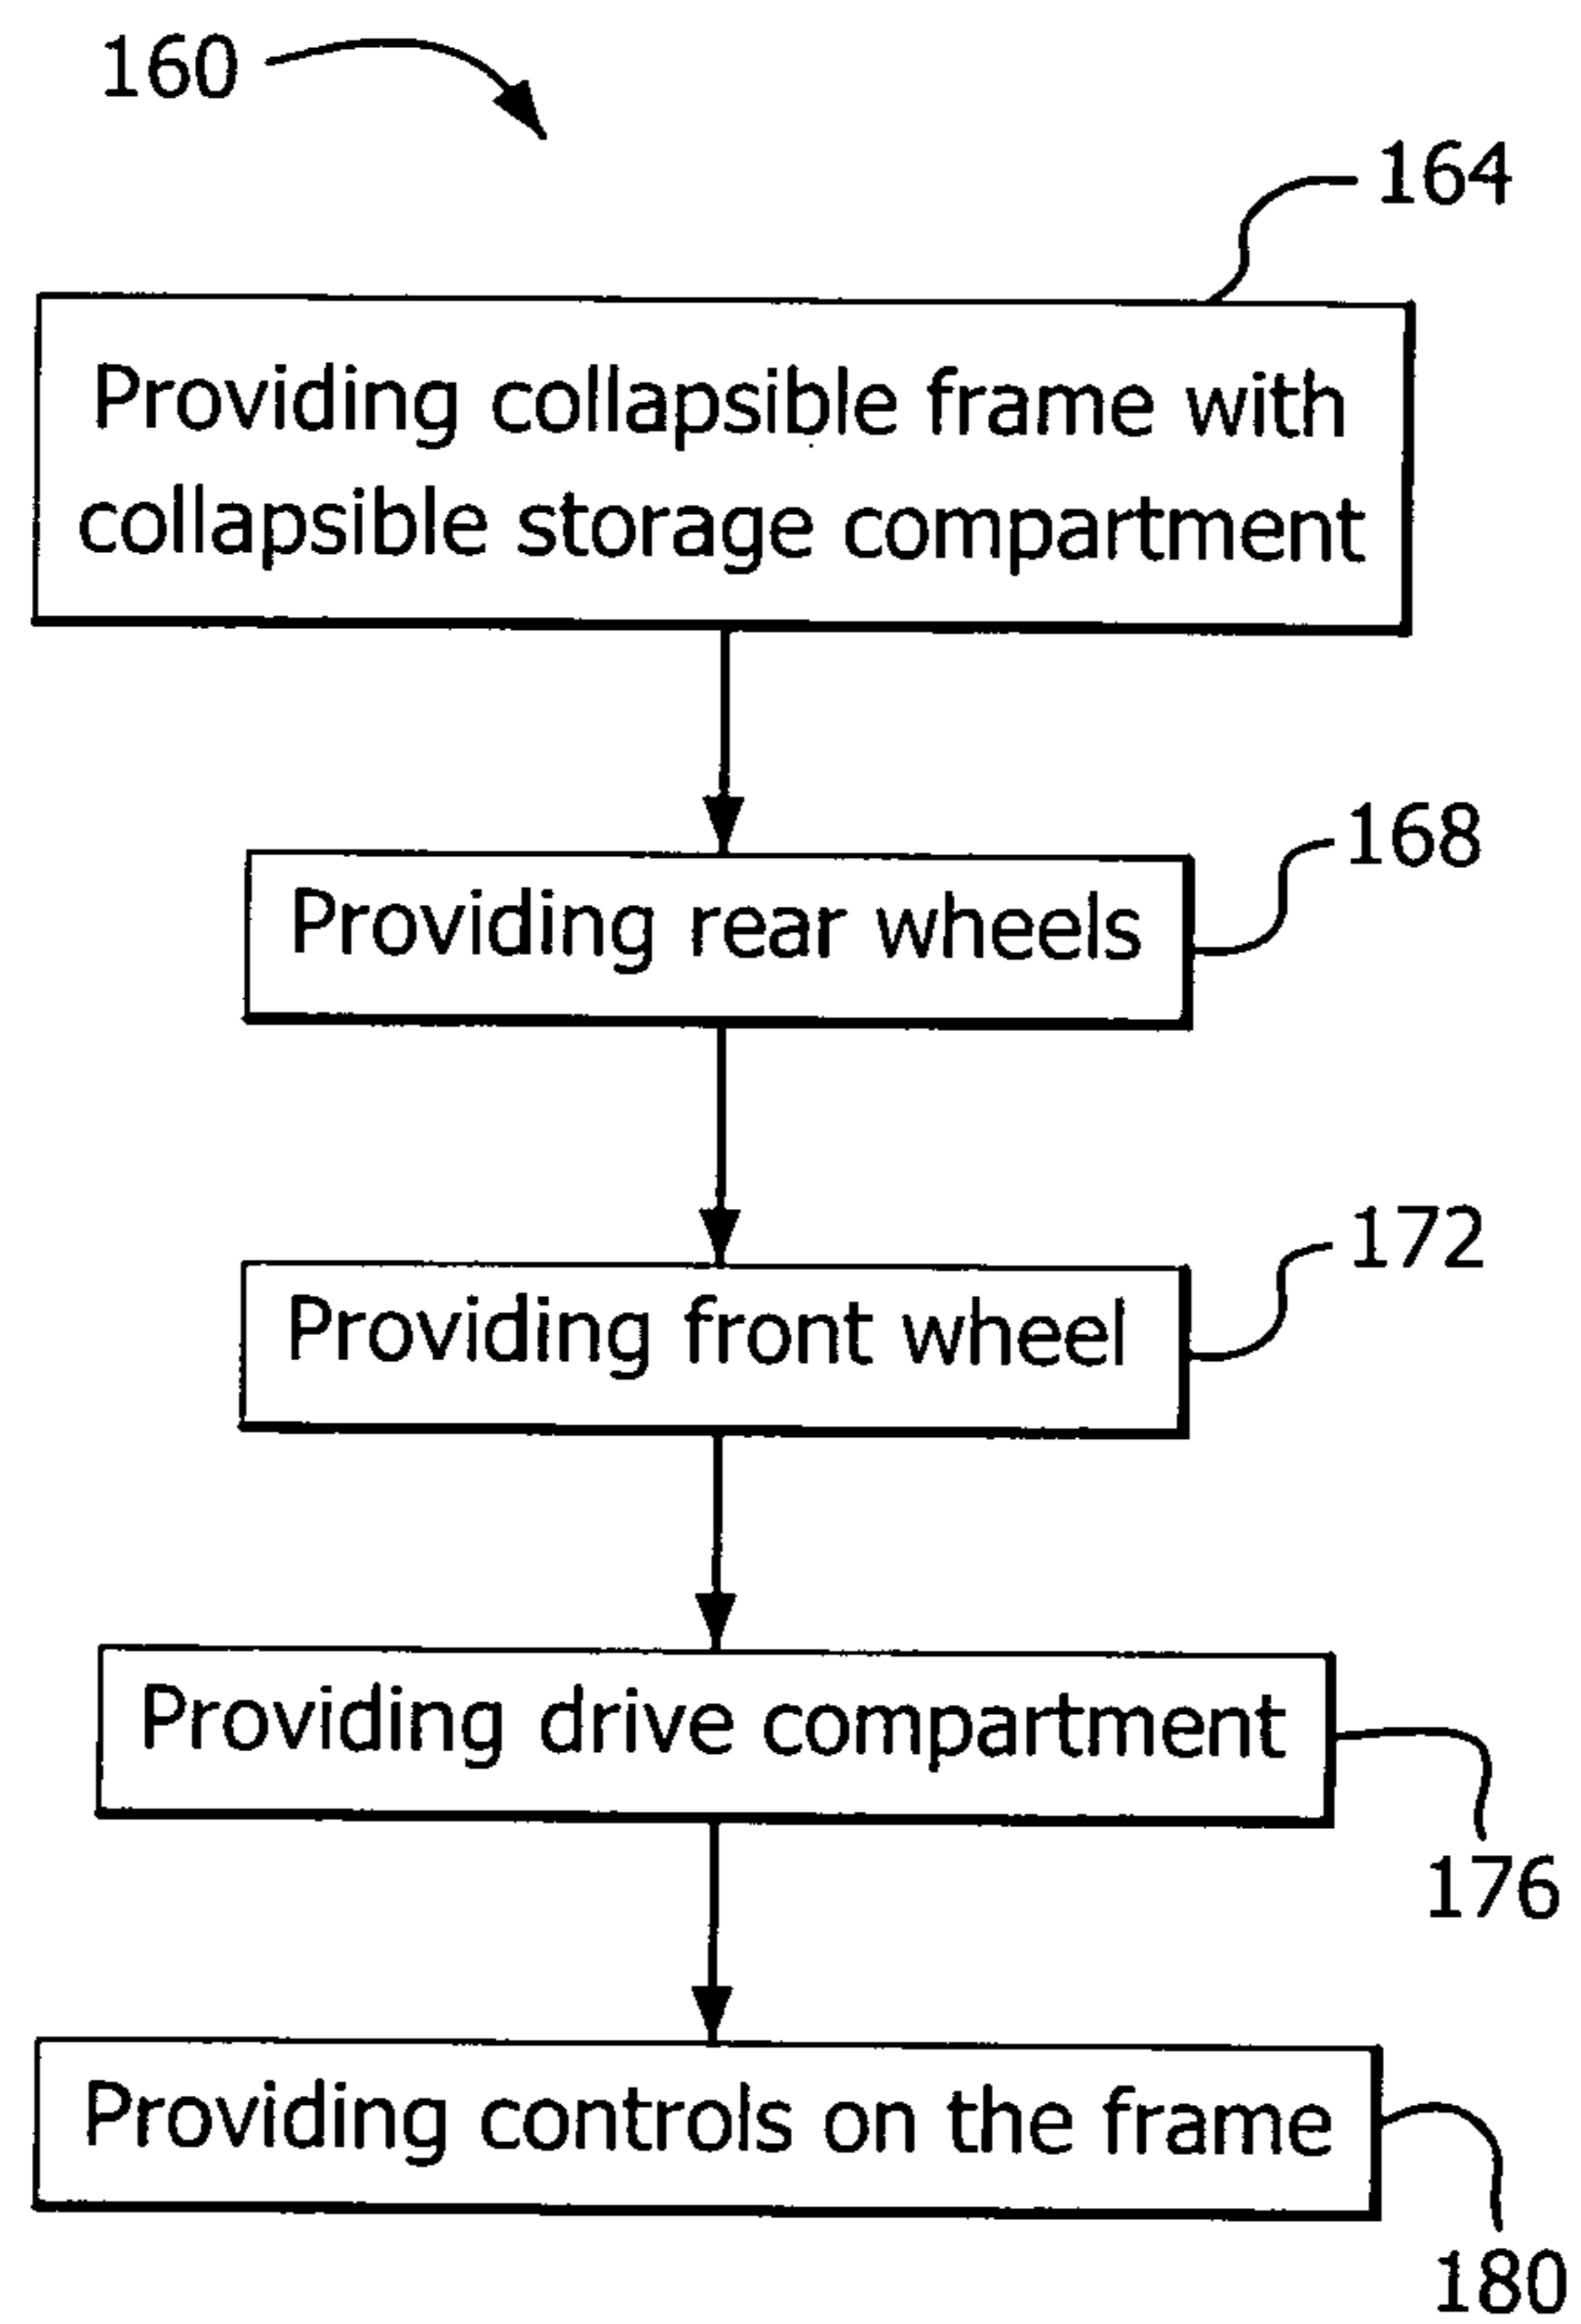 160
164
Providing collapsible frame with
collapsible storage compartment
168
Providing rear wheels
172
Providing front wheel
Providing drive compartment
176
Providing controls on the frame
180